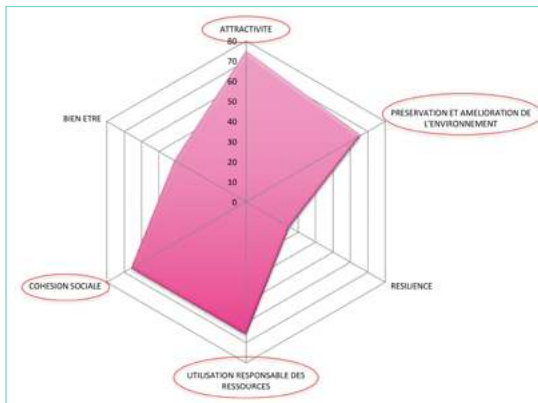 ATTRACTIVITE
80
70
60
50
40
30
20
10
0
BIEN ETRE
PRESERVATION ET AMELIORATION DE
L'ENVIRONNEMENT
COHESION SOCIALE
RESILIENCE
UTILISATION RESPONSABLE DES
RESSOURCES